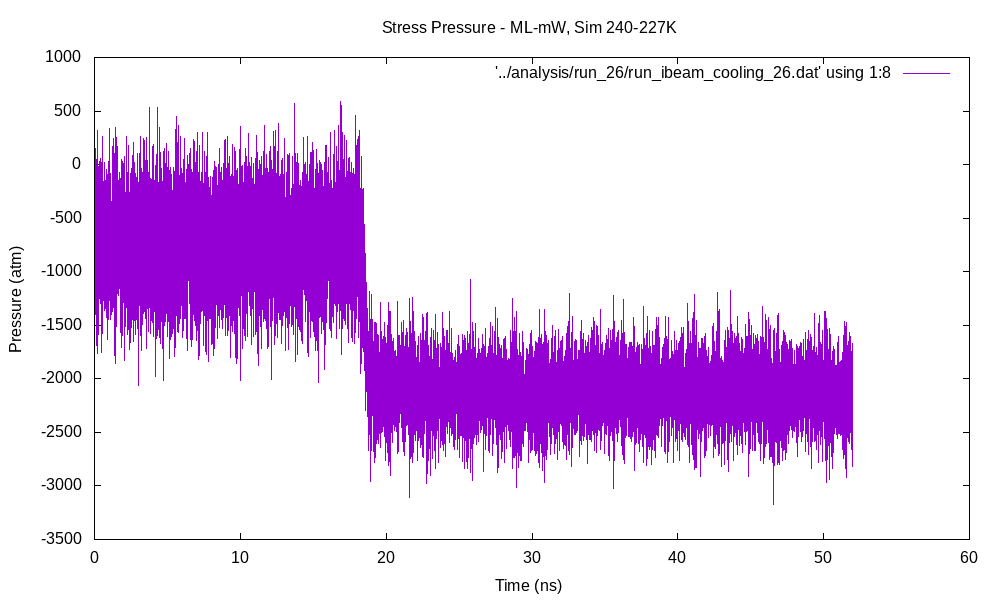 Stress Pressure - ML-mW, Sim 240-227K
'../analysis/run_26/run_ibeam_cooling_26.dat' using 1:8
1000
500
0
-500
-1000
-1500
-2000
-2500
-3000
-3500
Pressure (atm)
0 10 20 30 40 50 60
Time (ns)